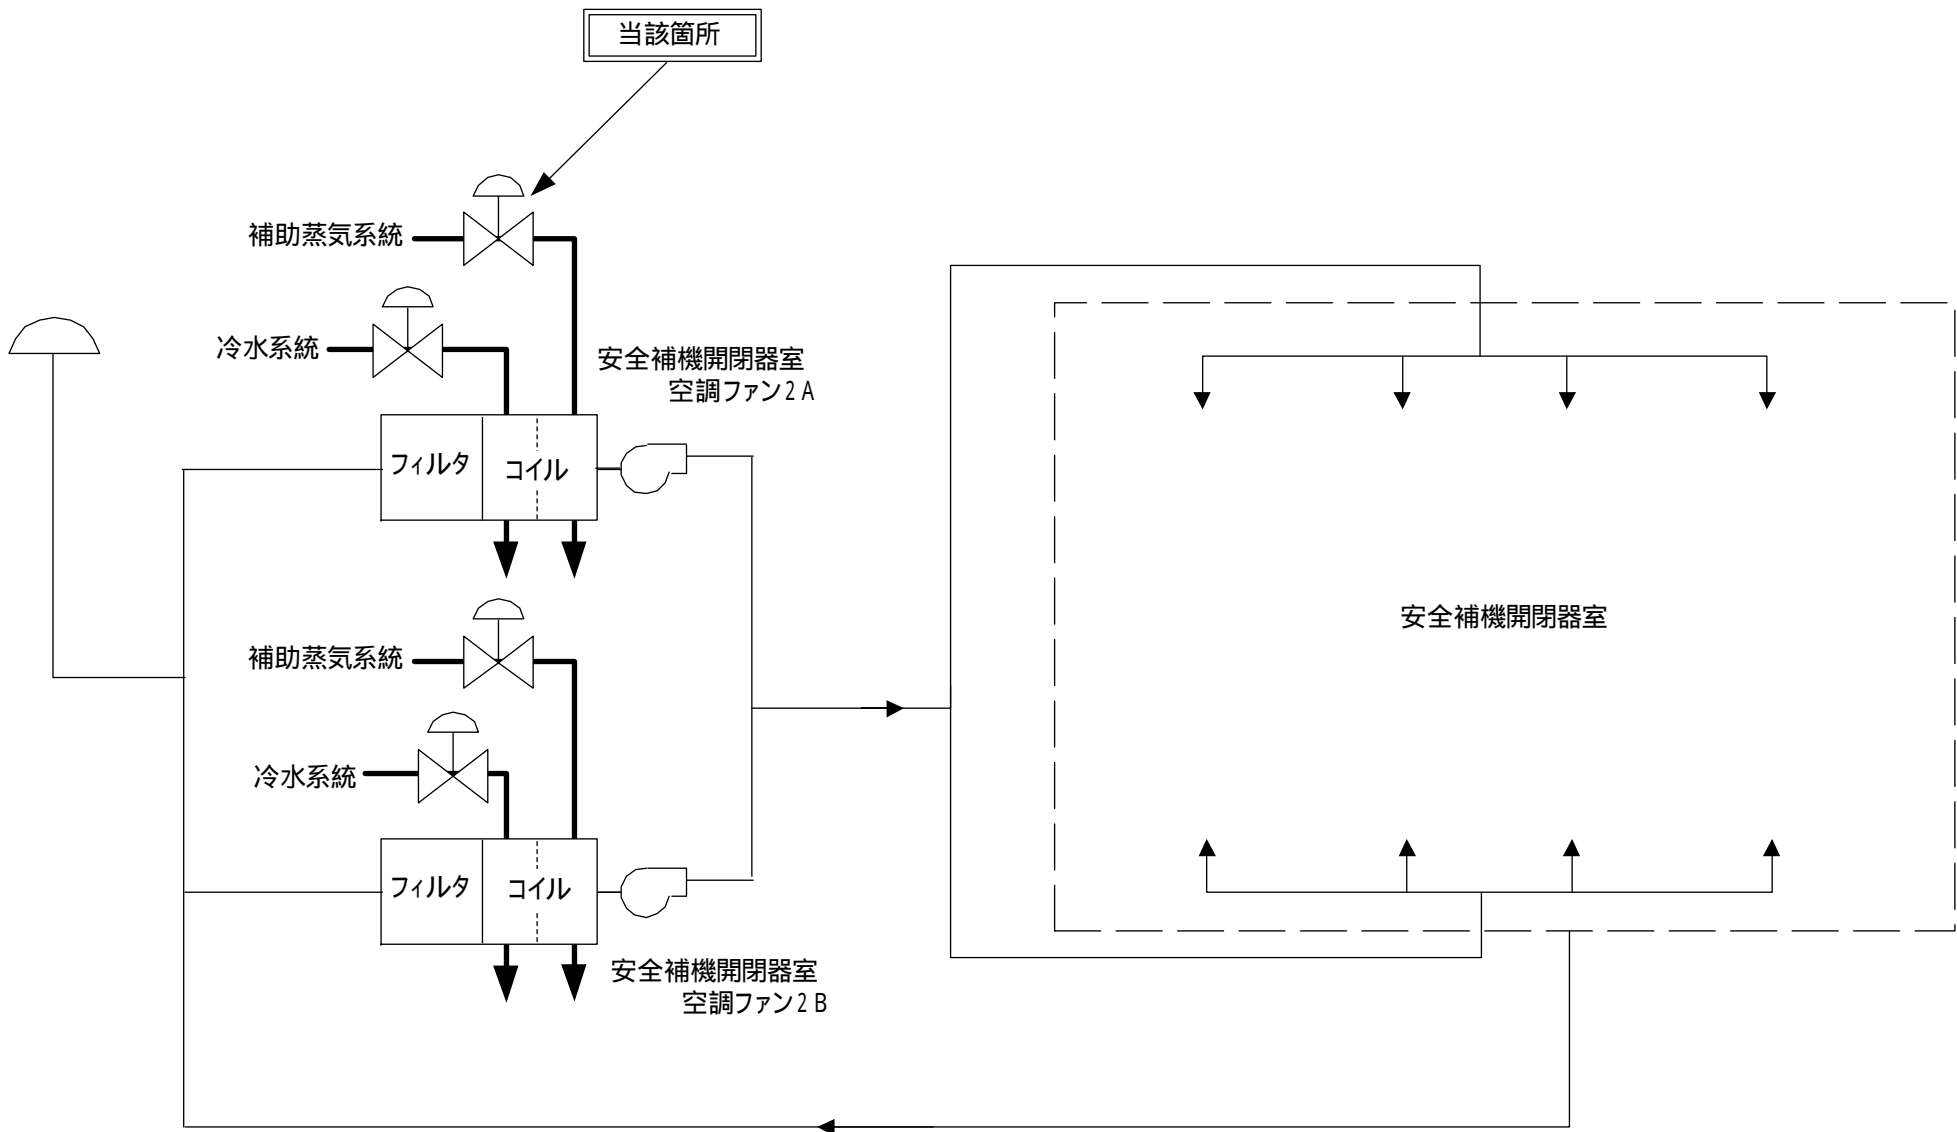 当該箇所
補助蒸気系統
冷水系統
安全補機開閉器室
空調ファン2A
フィルタ
コイル
補助蒸気系統
安全補機開閉器室
冷水系統
フィルタ
コイル
安全補機開閉器室
空調ファン2B